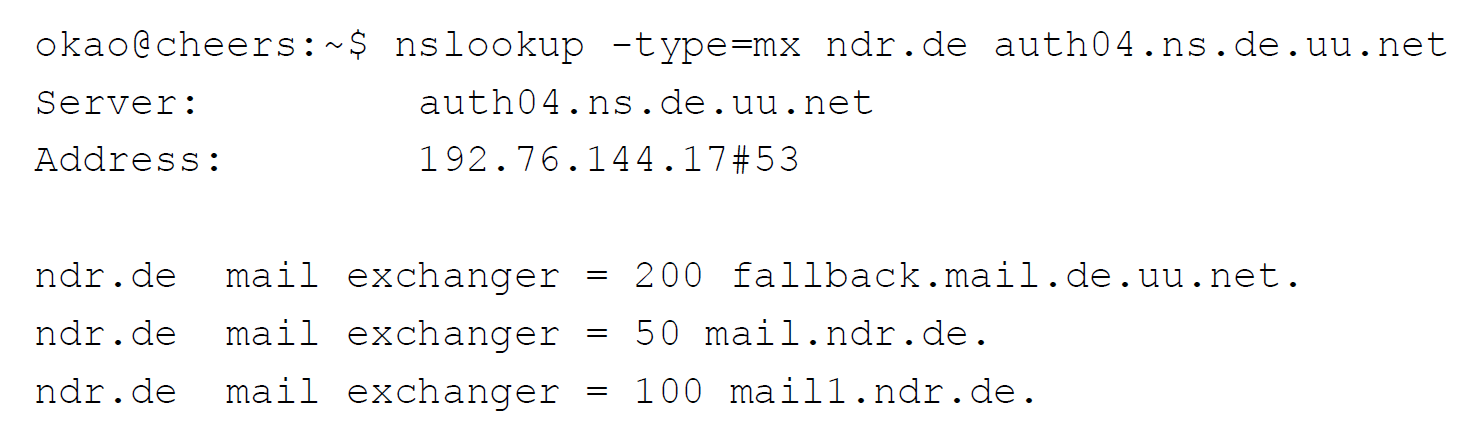 okao@cheers:~$ nslookup -type=mx ndr.de auth04.ns.de.uu.net
Server: auth04.ns.de.uu.net
Address: 192.76.144.17#53
ndr.de mail exchanger = 200 fallback.mail.de.uu.net.
ndr.de mail exchanger = 50 mail.ndr.de.
ndr.de mail exchanger = 100 mail1.ndr.de.